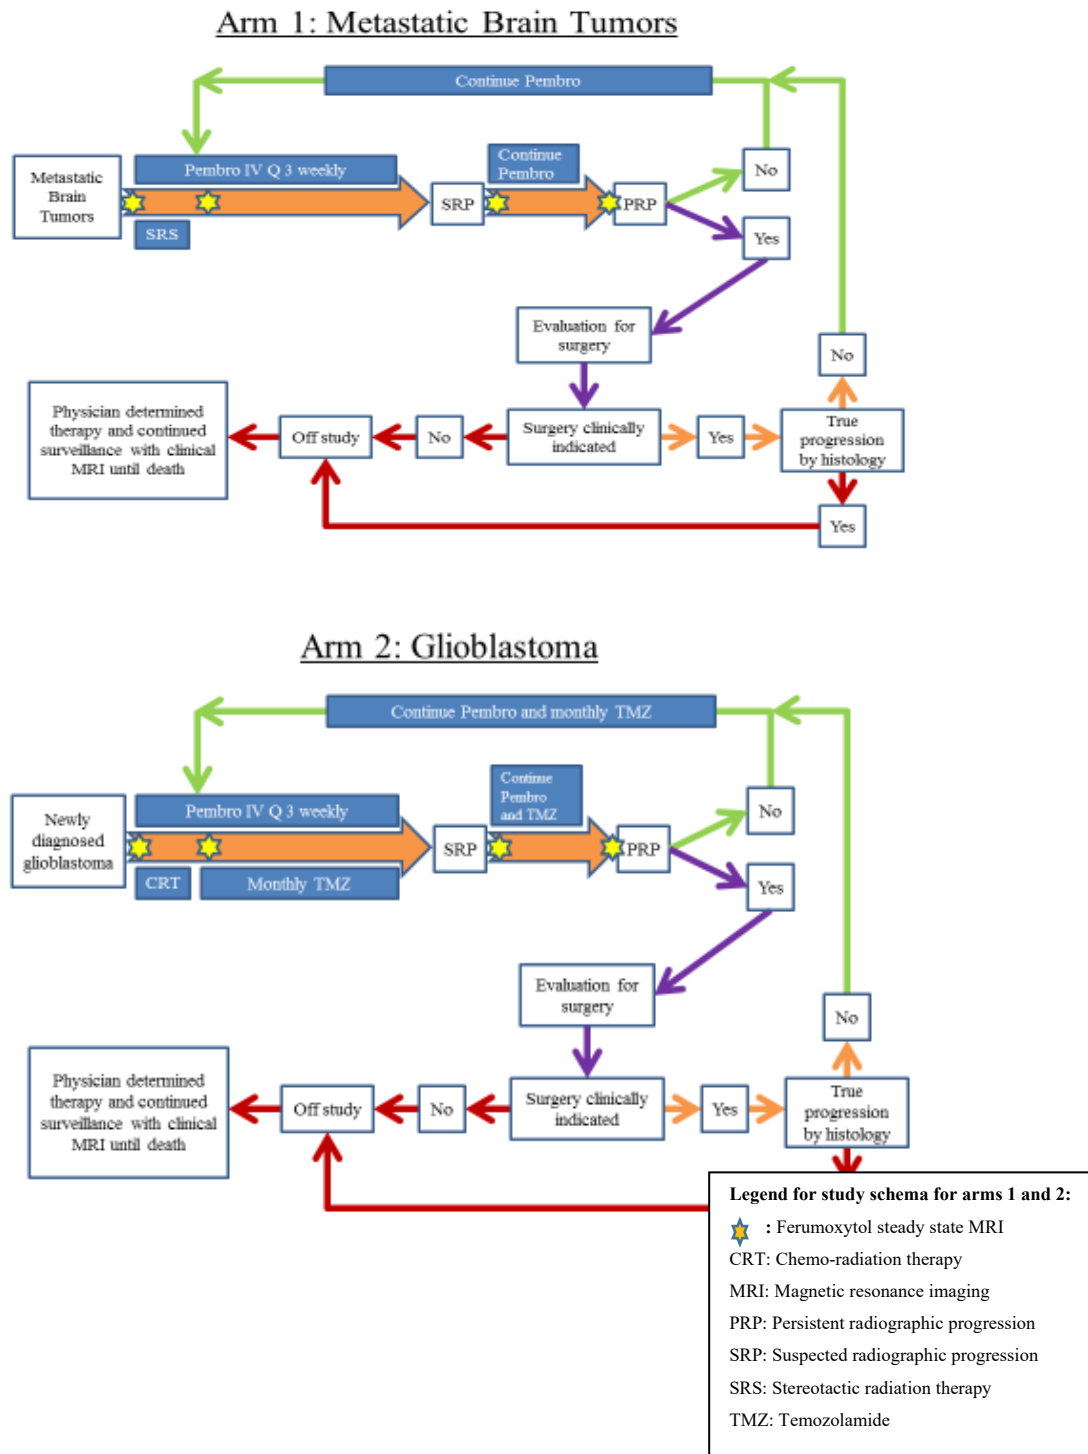 Arm 1: Metastatic Brain Tumors
Continue Pembro
Pembro IV Q 3 weekly
Continue
Pembro
No
Metastatic
Brain
Tumors
SRP
PRP
SRS
Yes
Evaluation for
surgery
No
Physician determined
therapy and continued
surveillance with clinical
MRI until death
Off study
No
Surgery clinically
indicated
Yes
True
progression
by histology
Yes
Arm 2: Glioblastoma
Continue Pembro and monthly TMZ
Pembro IV Q 3 weekly
Continue
Pembro
and TMZ
No
Newly
diagnosed
glioblastoma
SRP
PRP
CRT
Monthly TMZ
Yes
Evaluation for
surgery
No
Physician determined
therapy and continued
surveillance with clinical
MRI until death
Off study
No
Surgery clinically
indicated
Yes
True
progression
by histology
Legend for study schema for arms 1 and 2:
: Ferumoxytol steady state MRI
CRT: Chemo-radiation therapy
MRI: Magnetic resonance imaging
PRP: Persistent radiographic progression
SRP: Suspected radiographic progression
SRS: Stereotactic radiation therapy
TMZ: Temozolamide